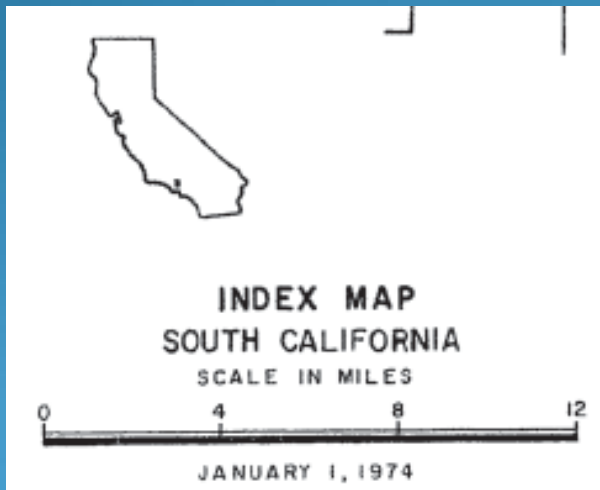 INDEX MAP
SOUTH CALIFORNIA
SCALE IN MILES
0 4 8 12
JANUARY 1, 1974